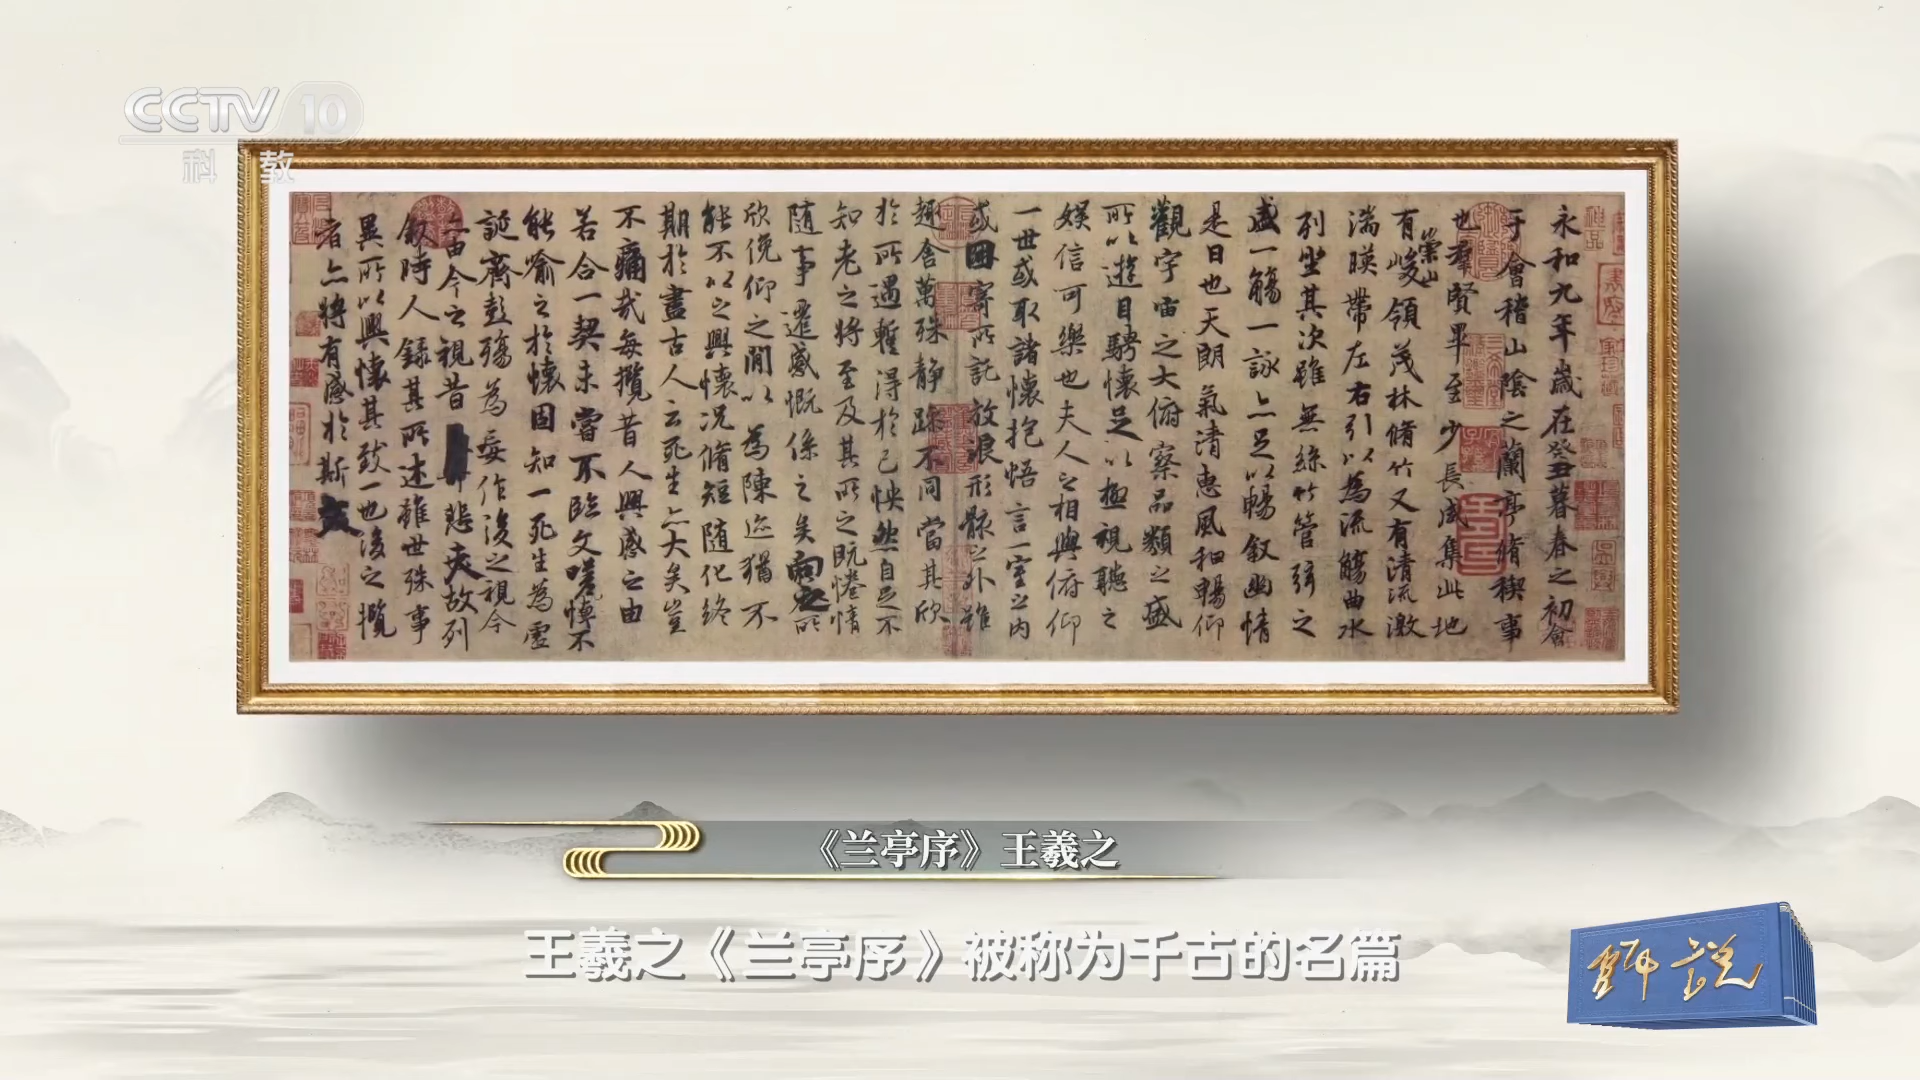 CCTV 10
科 教
永和九年歲在癸丑暮春之初會
于會稽山陰之蘭亭脩稧事
也羣賢畢至少長咸集此地
有崇山峻領茂林脩竹又有清流激
湍暎帶左右引以為流觴曲水
列坐其次雖無絲竹管弦之
盛一觴一詠亦足以暢叙幽情
是日也天朗氣清惠風和暢仰
觀宇宙之大俯察品類之盛
所以遊目騁懷足以極視聽之
娛信可樂也夫人之相與俯仰
一世或取諸懷抱悟言一室之內
或因寄所託放浪形骸之外雖
趣舍萬殊静躁不同當其欣
於所遇暫得於己怏然自足不
知老之將至及其所之既惓情
隨事遷感慨係之矣向之所
欣俛仰之閒以為陳迹猶不
能不以之興懷況脩短隨化終
期於盡古人云死生亦大矣豈
不痛哉每攬昔人興感之由
若合一契未嘗不臨文嗟悼不
能喻之於懷固知一死生為虛
誕齊彭殤為妄作後之視今
亦由今之視昔悲夫故列
叙時人錄其所述雖世殊事
異所以興懷其致一也後之攬
者亦將有感於斯文
《兰亭序》王羲之
王羲之《兰亭序》被称为千古的名篇
師說